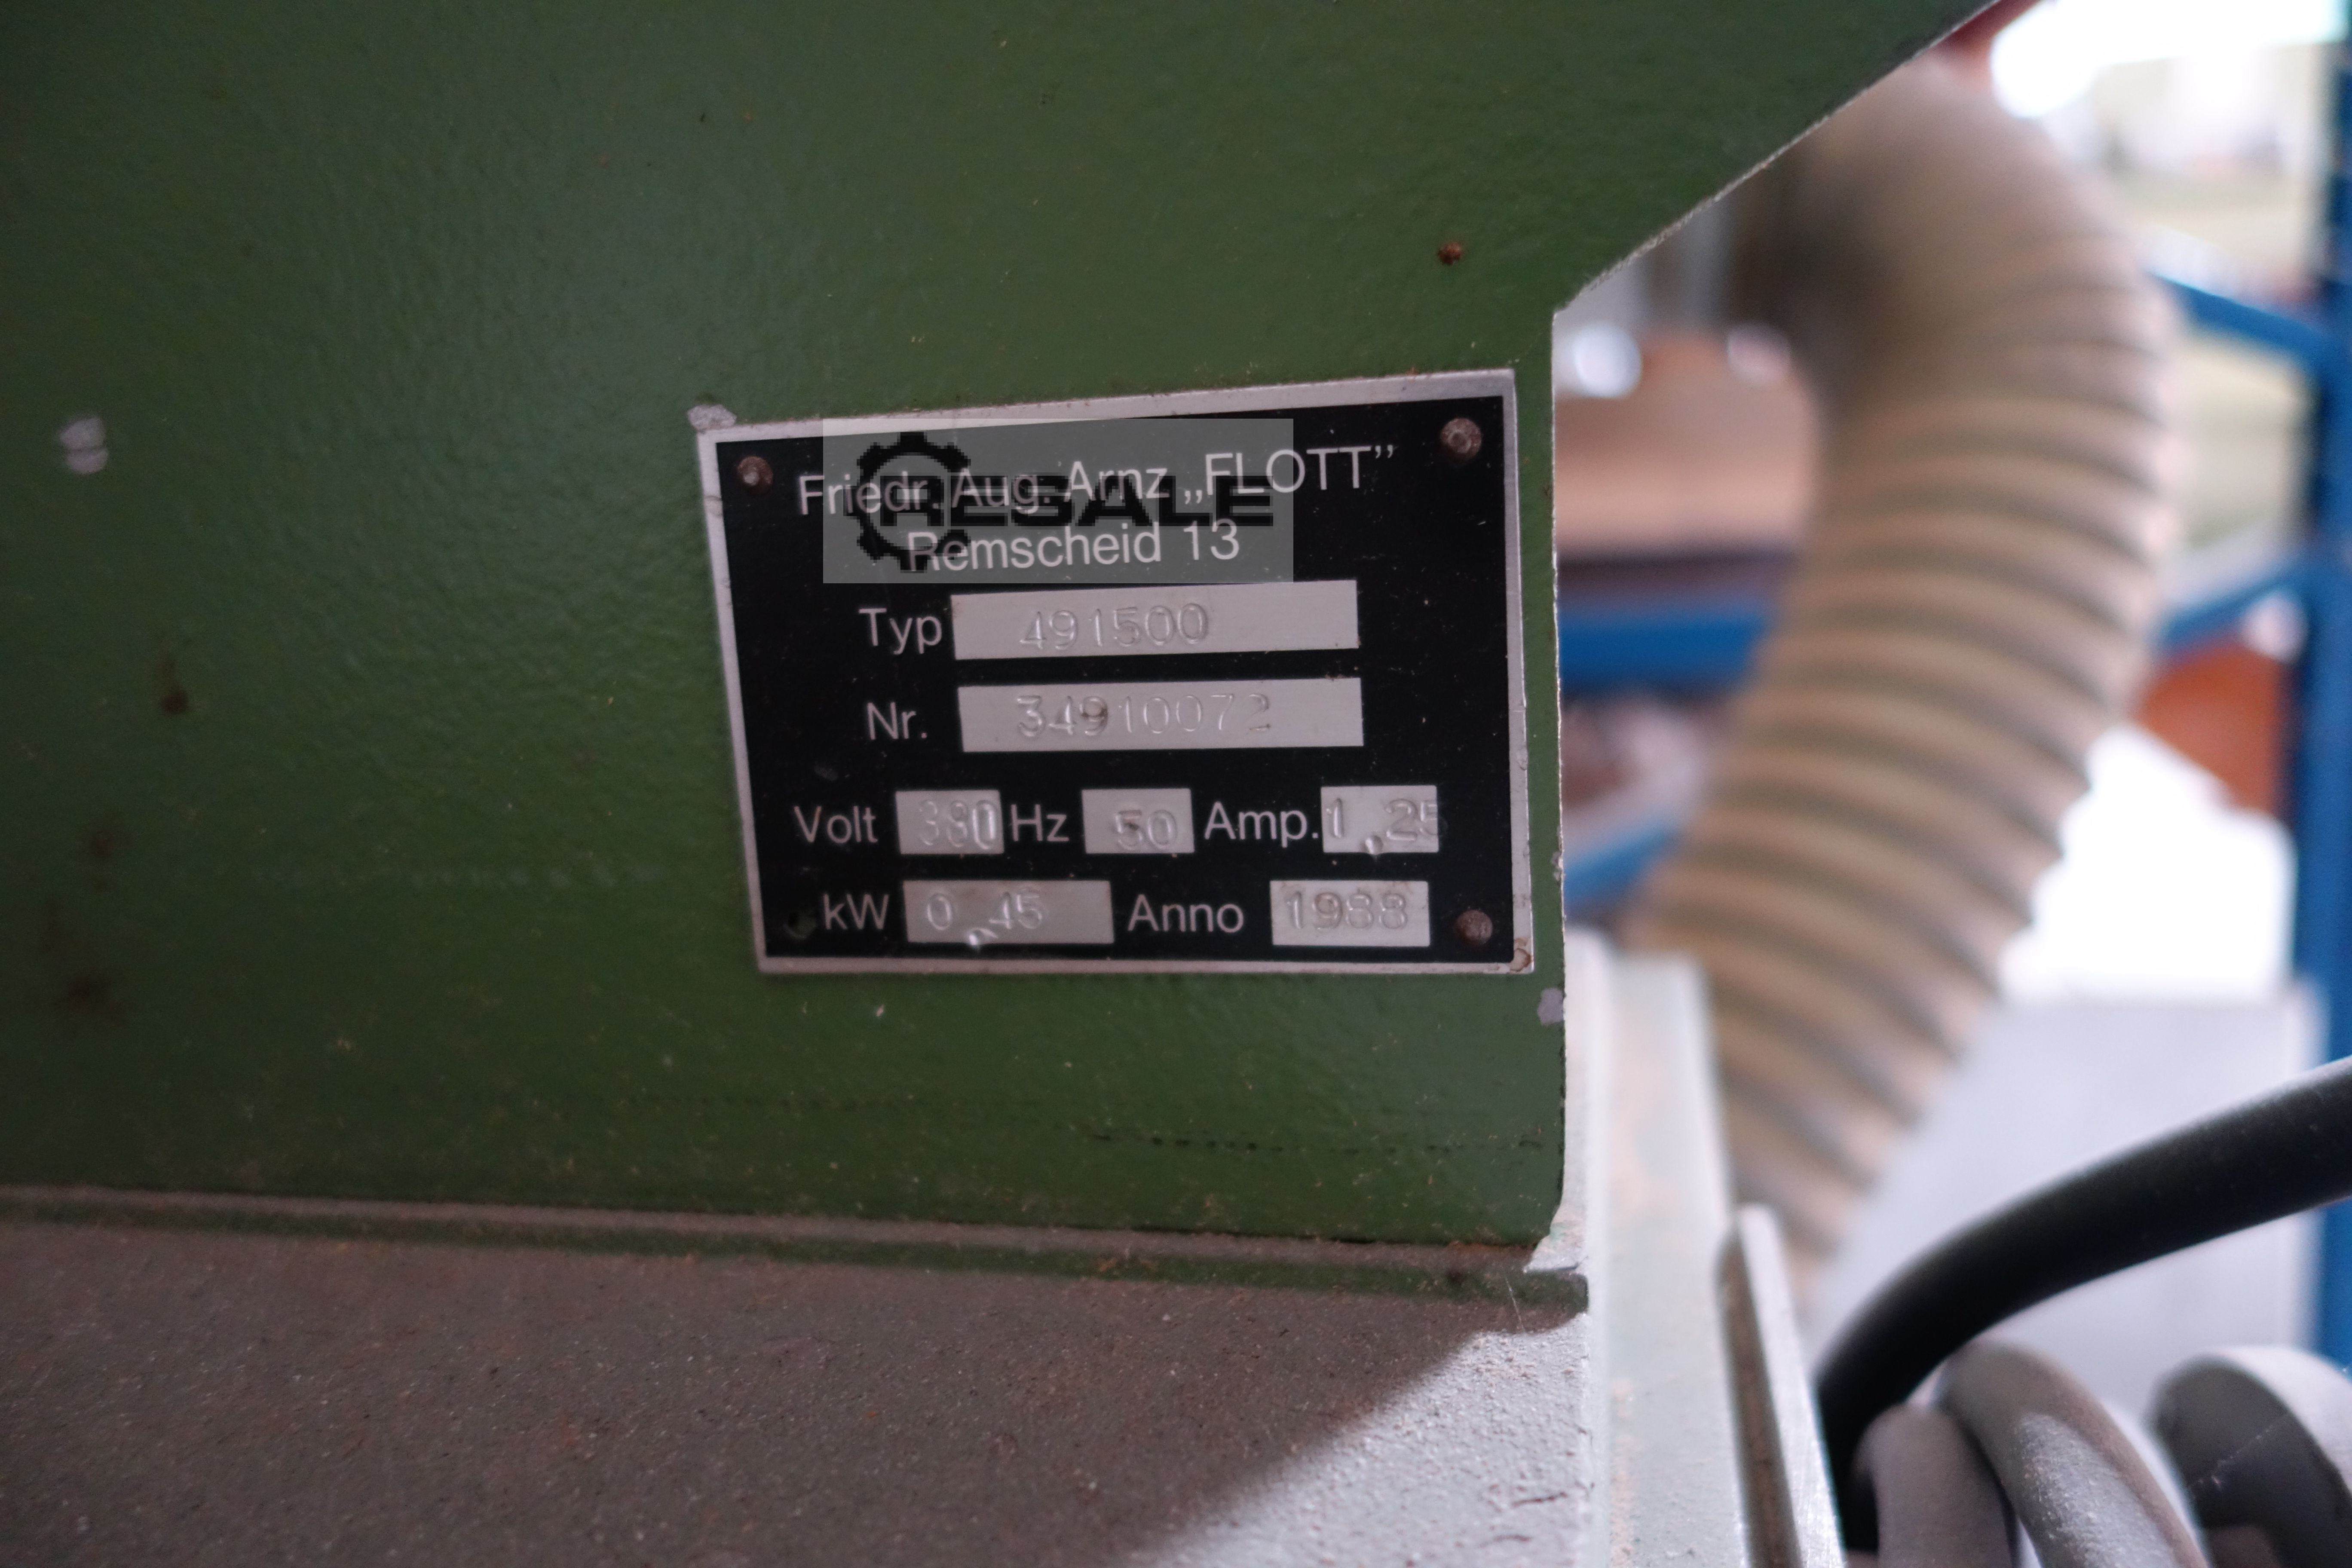 Friedr. Aug. Arnz „FLOTT”
RESALE
Remscheid 13
Typ 491500
Nr. 34910072
Volt 380 Hz 50 Amp. 1,25
kW 0,45 Anno 1988